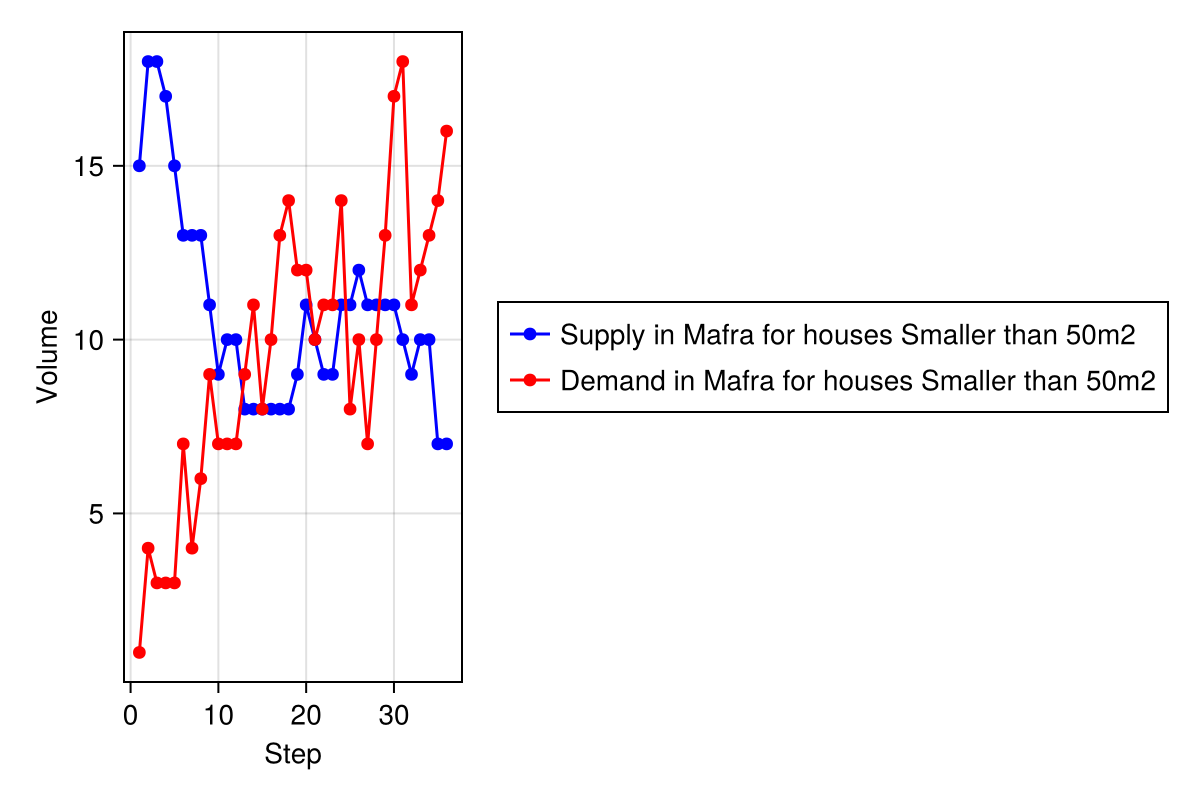 Volume
15
10
5
0 10 20 30
Step
Supply in Mafra for houses Smaller than 50m2
Demand in Mafra for houses Smaller than 50m2